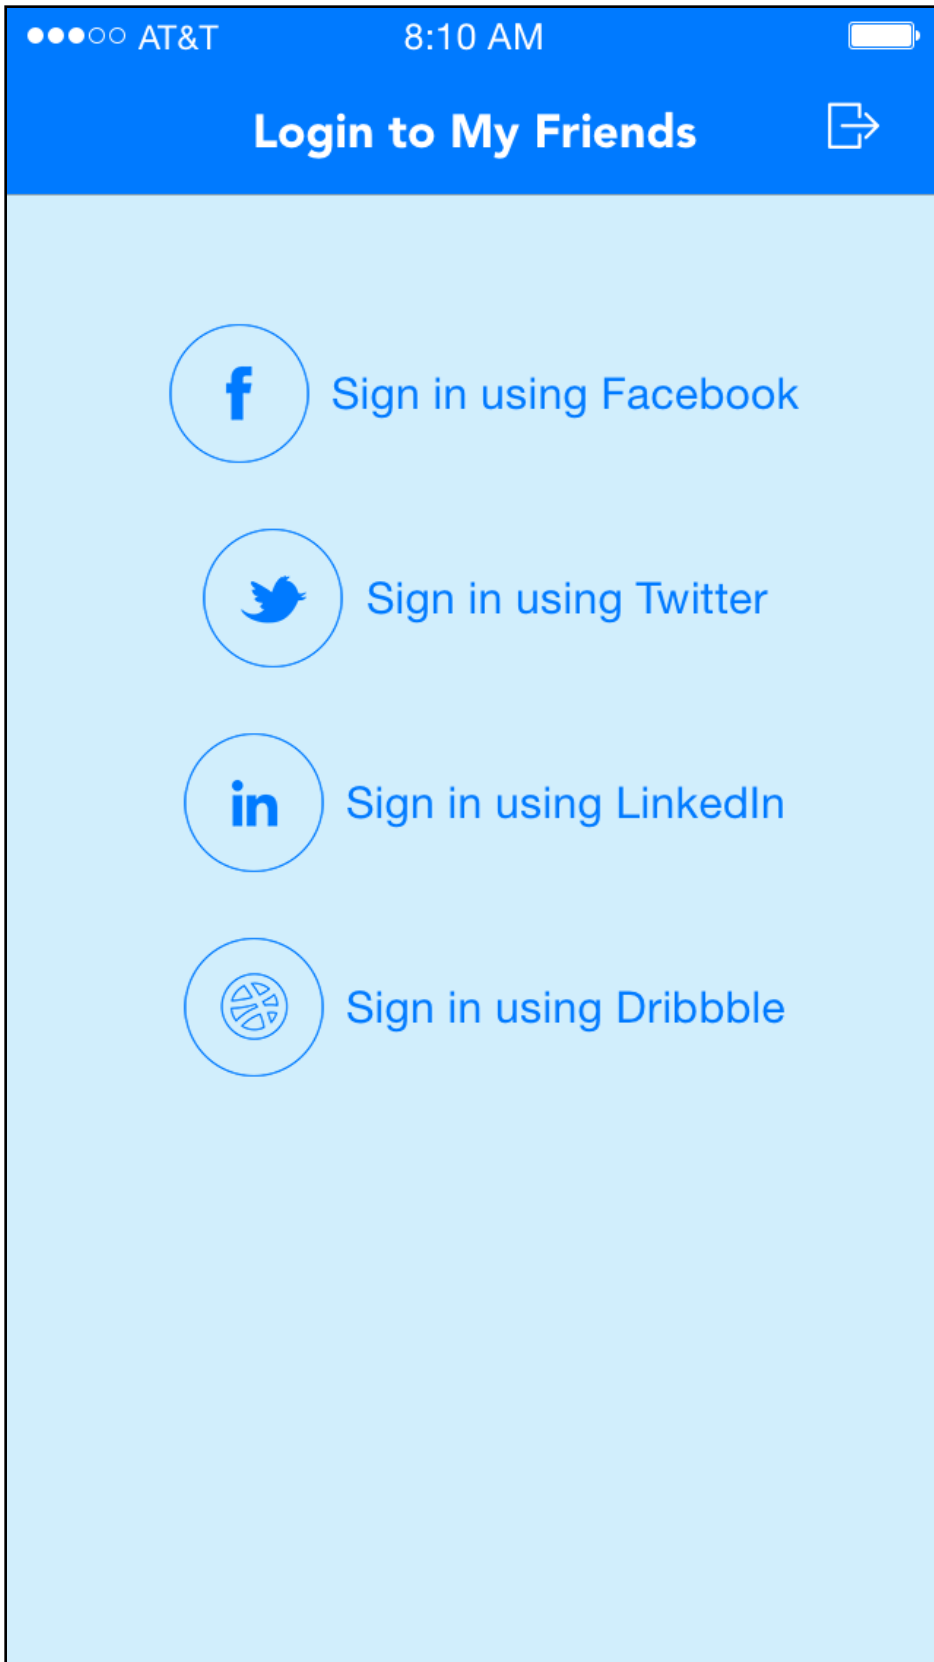 AT&T 8:10 AM
Login to My Friends
f Sign in using Facebook
Sign in using Twitter
in Sign in using LinkedIn
Sign in using Dribbble